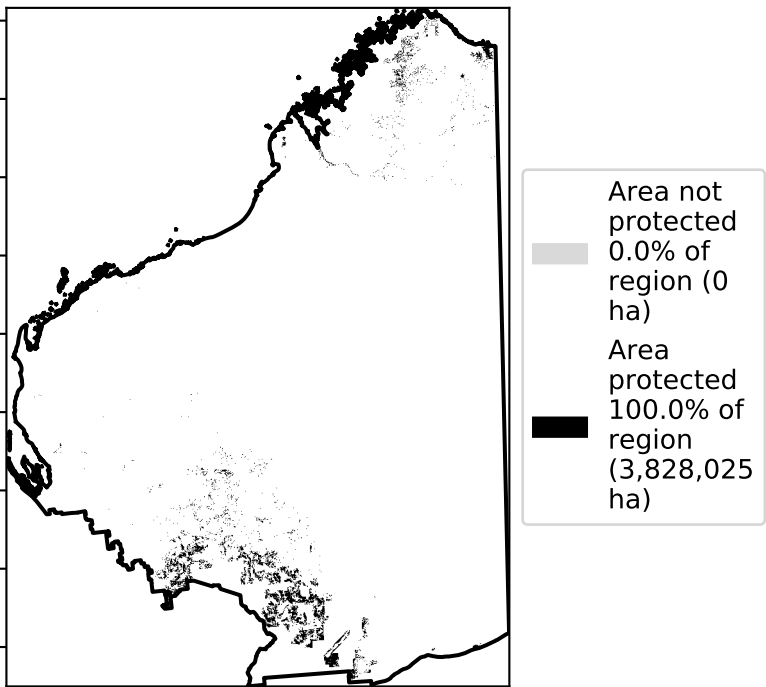 Area not
protected
0.0% of
region (0
ha)
Area
protected
100.0% of
region
(3,828,025
ha)